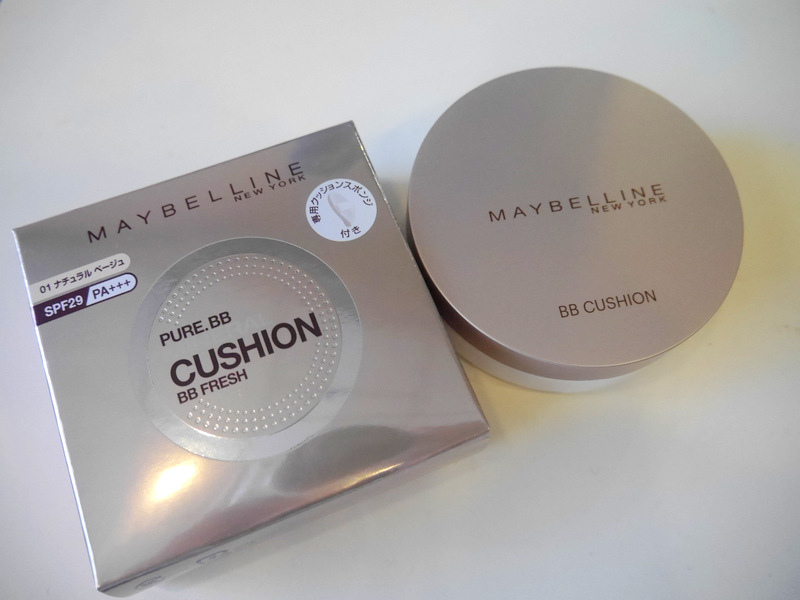 MAYBELLINE
NEW YORK
専用クッションスポンジ
付き
01 ナチュラル ベージュ
SPF29 PA+++
PURE.BB
CUSHION
BB FRESH
MAYBELLINE
NEW YORK
BB CUSHION